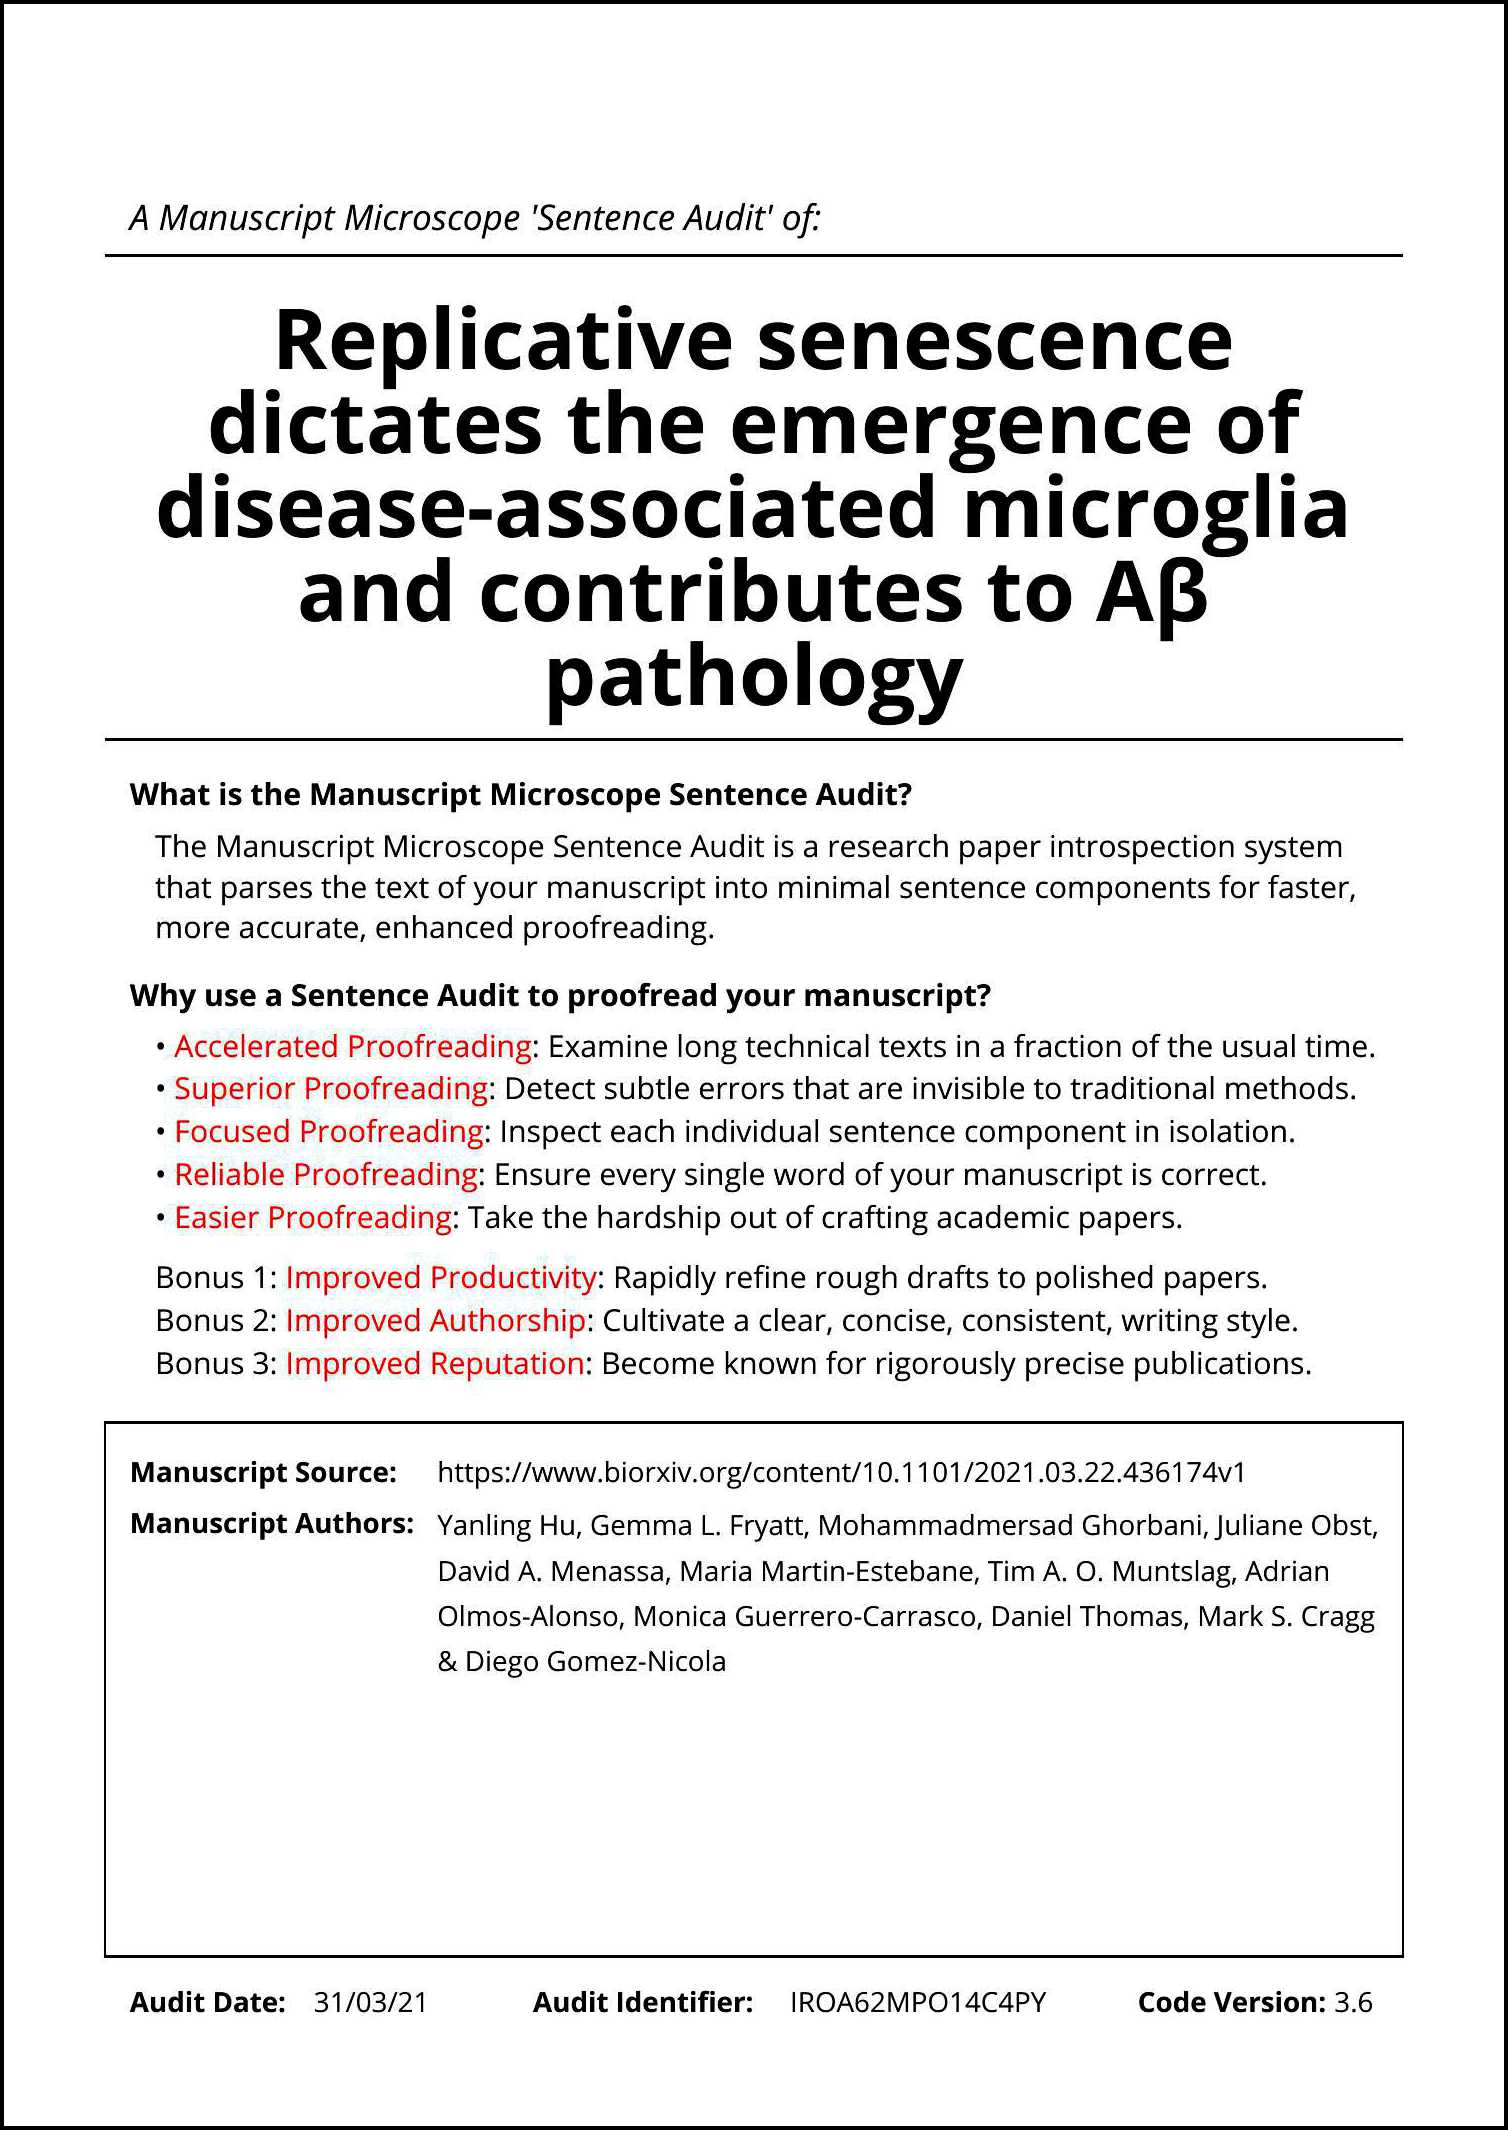 A Manuscript Microscope 'Sentence Audit' of:
Replicative senescence
dictates the emergence of
disease-associated microglia
and contributes to Aβ
pathology
What is the Manuscript Microscope Sentence Audit?
The Manuscript Microscope Sentence Audit is a research paper introspection system
that parses the text of your manuscript into minimal sentence components for faster,
more accurate, enhanced proofreading.
Why use a Sentence Audit to proofread your manuscript?
• Accelerated Proofreading: Examine long technical texts in a fraction of the usual time.
• Superior Proofreading: Detect subtle errors that are invisible to traditional methods.
• Focused Proofreading: Inspect each individual sentence component in isolation.
• Reliable Proofreading: Ensure every single word of your manuscript is correct.
• Easier Proofreading: Take the hardship out of crafting academic papers.
Bonus 1: Improved Productivity: Rapidly refine rough drafts to polished papers.
Bonus 2: Improved Authorship: Cultivate a clear, concise, consistent, writing style.
Bonus 3: Improved Reputation: Become known for rigorously precise publications.
Manuscript Source: https://www.biorxiv.org/content/10.1101/2021.03.22.436174v1
Manuscript Authors: Yanling Hu, Gemma L. Fryatt, Mohammadmersad Ghorbani, Juliane Obst,
David A. Menassa, Maria Martin-Estebane, Tim A. O. Muntslag, Adrian
Olmos-Alonso, Monica Guerrero-Carrasco, Daniel Thomas, Mark S. Cragg
& Diego Gomez-Nicola
Audit Date: 31/03/21 Audit Identifier: IROA62MPO14C4PY Code Version: 3.6